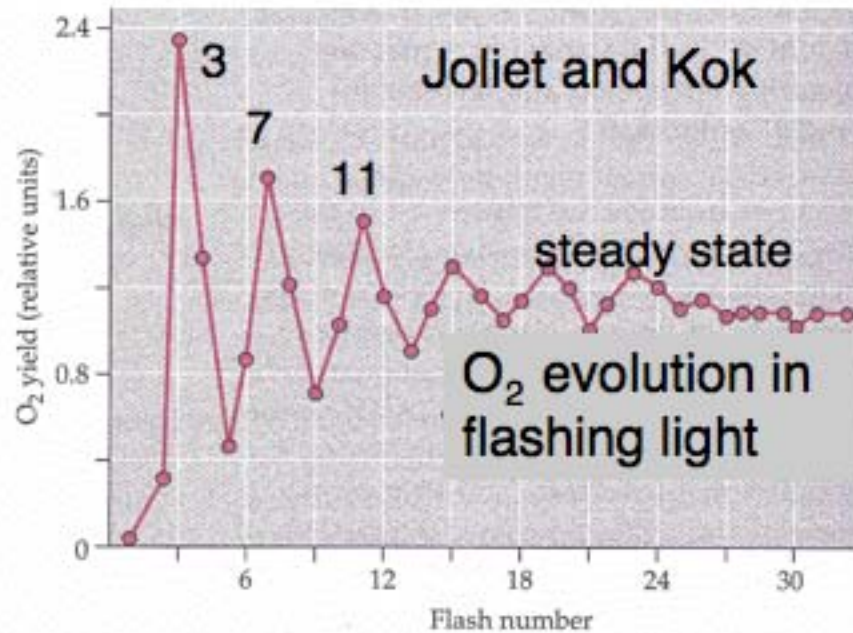 2.4
3
Joliet and Kok
7
11
1.6
steady state
0.8
O₂ evolution in
flashing light
0
6
12
18
24
30
O₂ yield (relative units)
Flash number